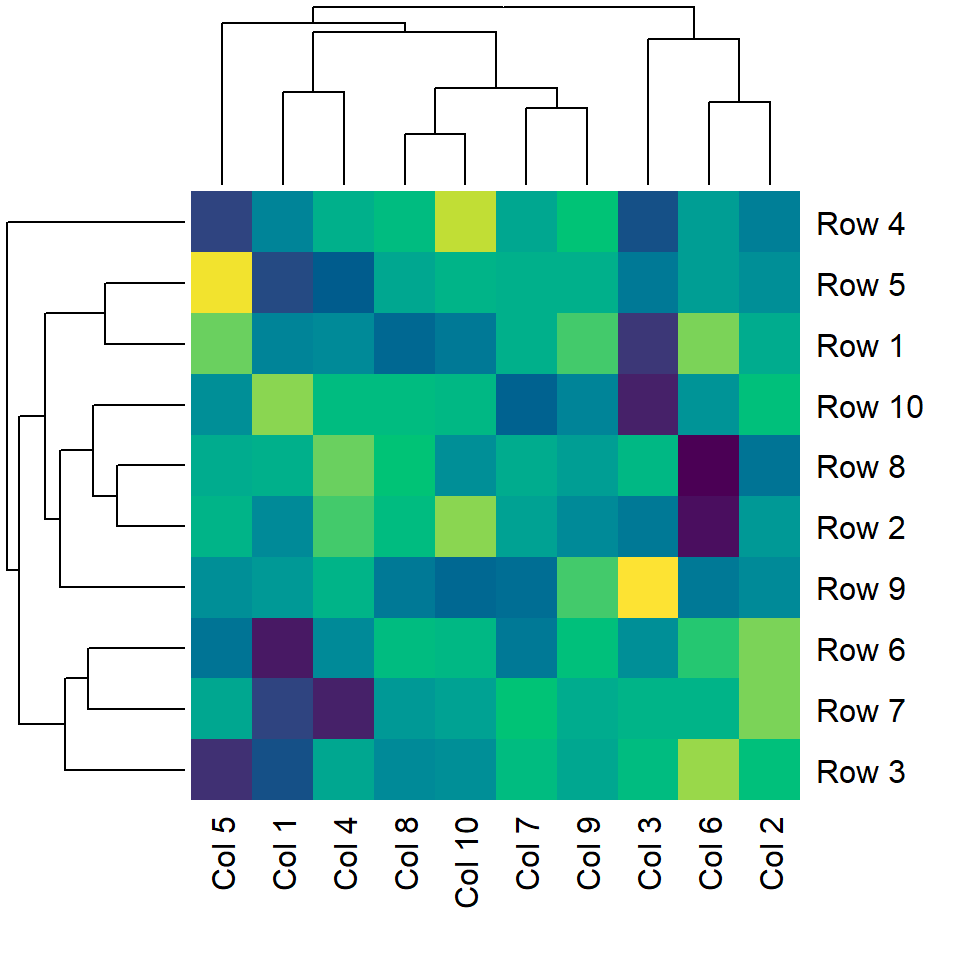 Row 4
Row 5
Row 1
Row 10
Row 8
Row 2
Row 9
Row 6
Row 7
Row 3
Col 5
Col 1
Col 4
Col 8
Col 10
Col 7
Col 9
Col 3
Col 6
Col 2